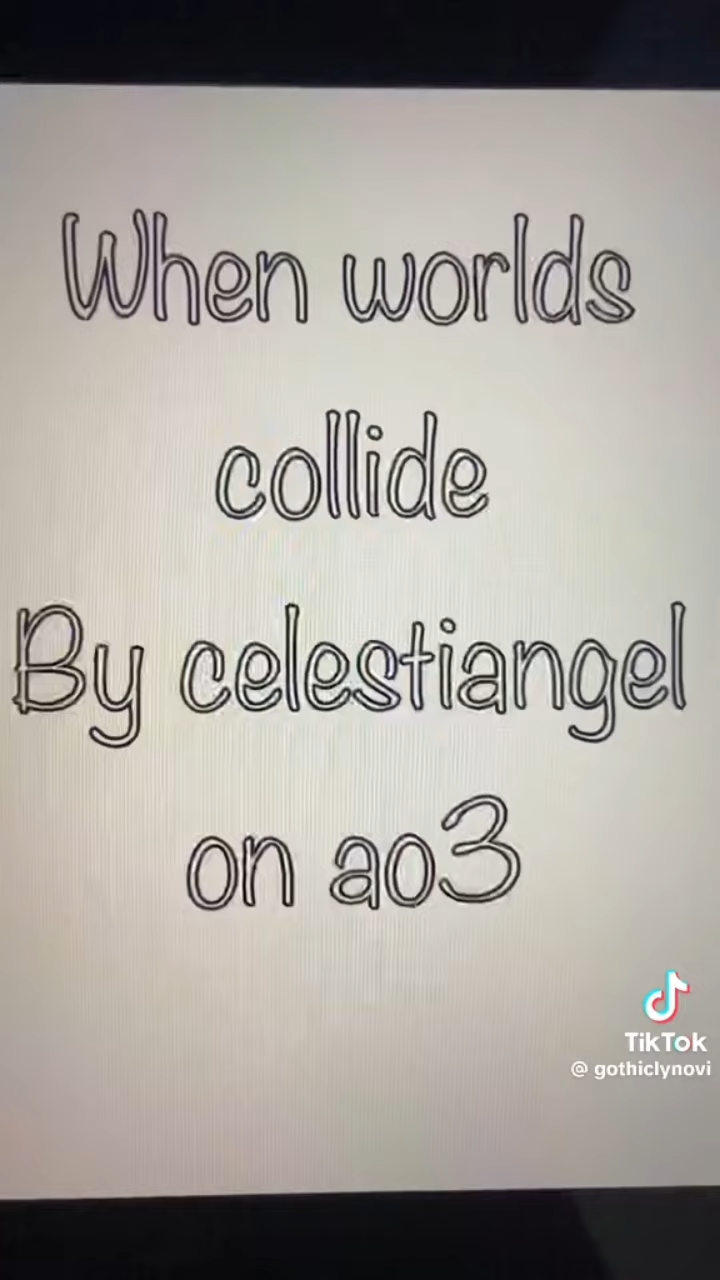 When worlds
collide
By celestiangel
on ao3
TikTok
@ gothiclynovi